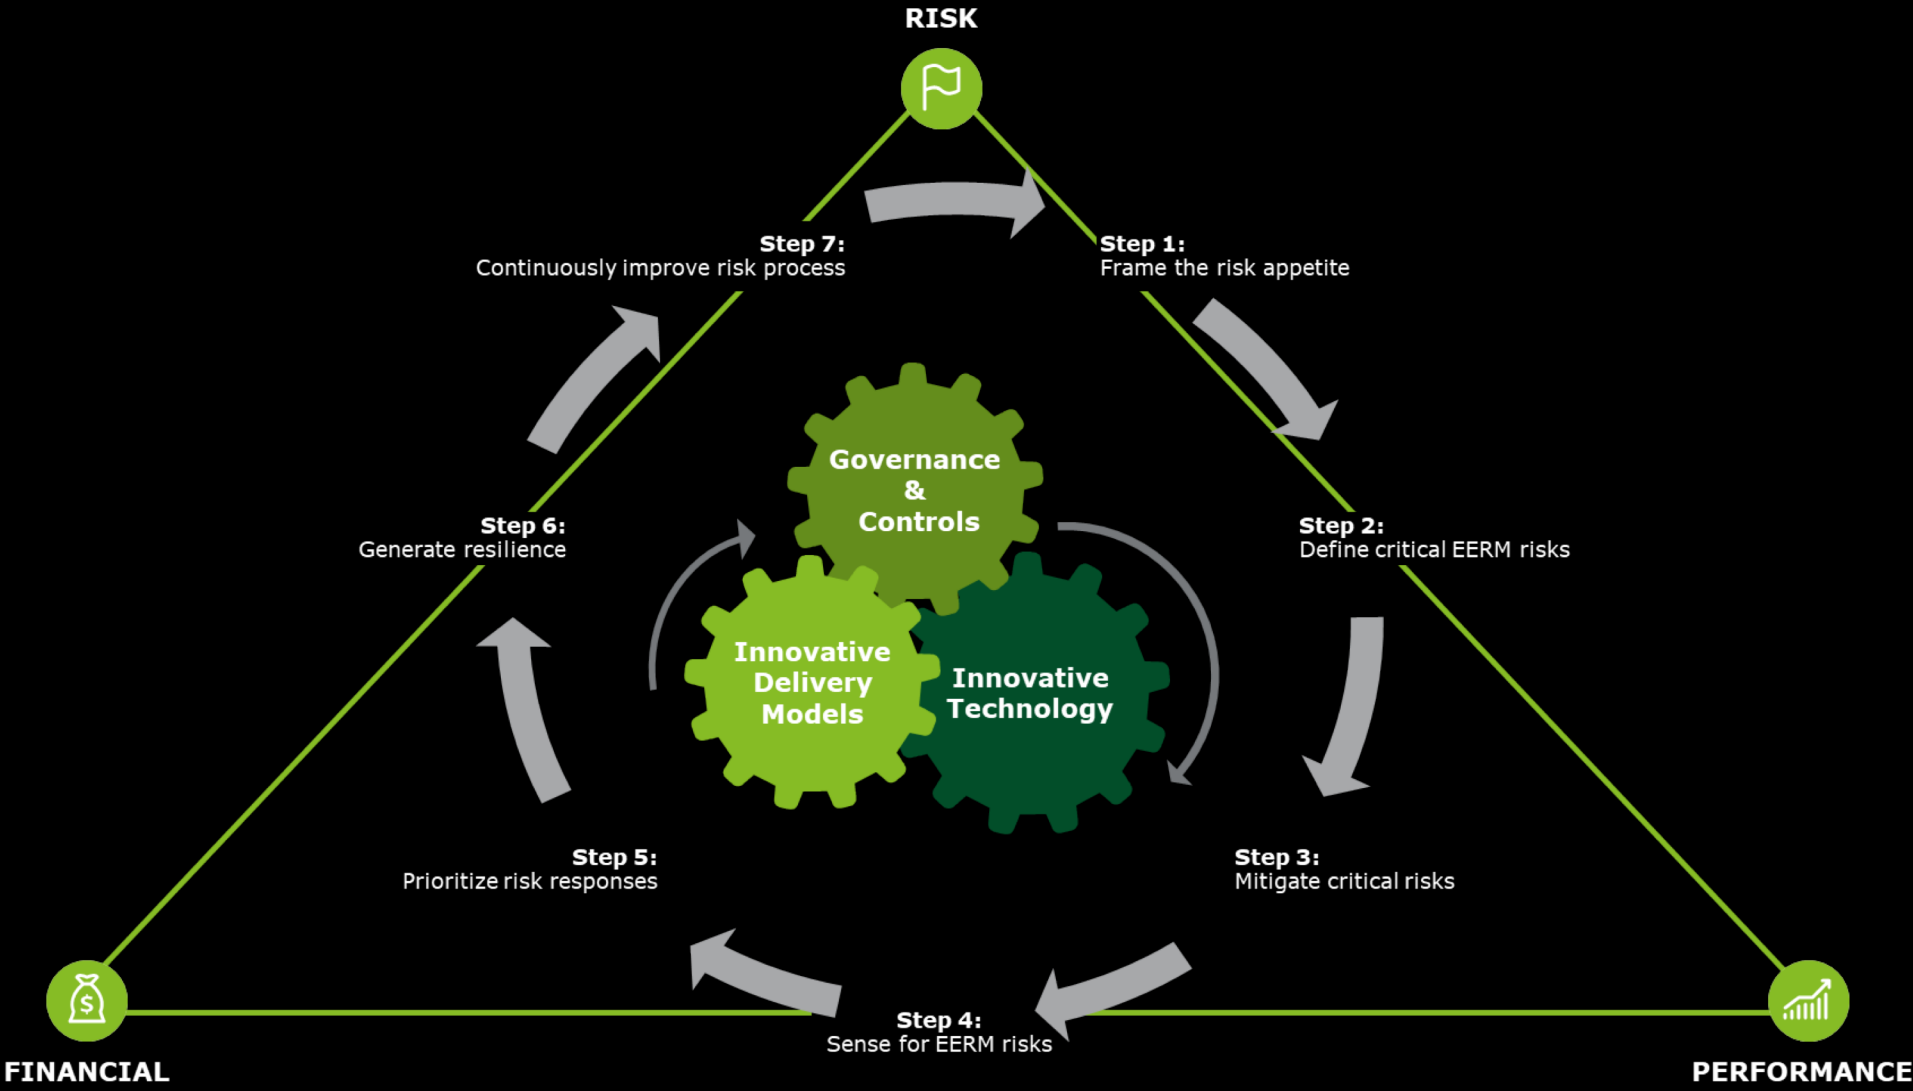 RISK
Step 7:
Continuously improve risk process
Step 1:
Frame the risk appetite
Governance
&
Controls
Step 6:
Generate resilience
Step 2:
Define critical EERM risks
Innovative
Delivery
Models
Innovative
Technology
Step 5:
Prioritize risk responses
Step 3:
Mitigate critical risks
Step 4:
Sense for EERM risks
$
FINANCIAL
PERFORMANCE